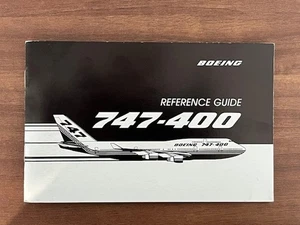 BOEING
REFERENCE GUIDE
747-400
747
BOEING 747-400